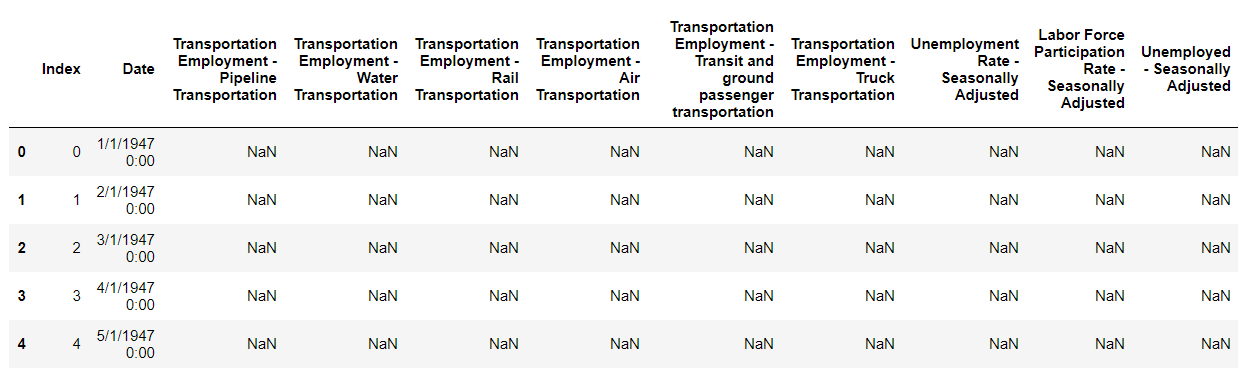 Index Date Transportation Employment - Pipeline Transportation Transportation Employment - Water Transportation Transportation Employment - Rail Transportation Transportation Employment - Air Transportation Transportation Employment - Transit and ground passenger transportation Transportation Employment - Truck Transportation Unemployment Rate - Seasonally Adjusted Labor Force Participation Rate - Seasonally Adjusted Unemployed - Seasonally Adjusted
0 0 1/1/1947 0:00 NaN NaN NaN NaN NaN NaN NaN NaN NaN
1 1 2/1/1947 0:00 NaN NaN NaN NaN NaN NaN NaN NaN NaN
2 2 3/1/1947 0:00 NaN NaN NaN NaN NaN NaN NaN NaN NaN
3 3 4/1/1947 0:00 NaN NaN NaN NaN NaN NaN NaN NaN NaN
4 4 5/1/1947 0:00 NaN NaN NaN NaN NaN NaN NaN NaN NaN